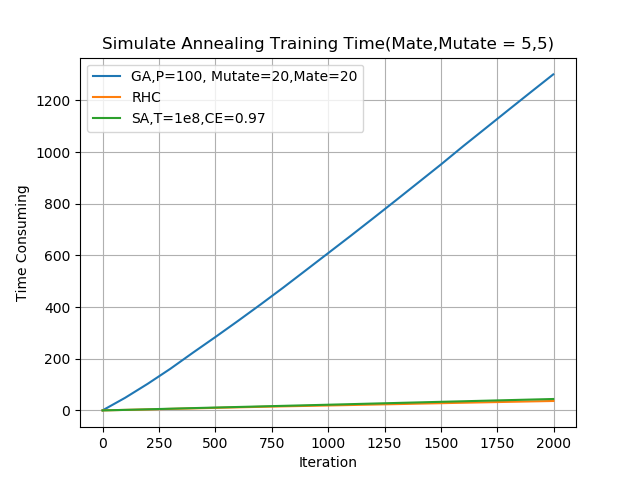 Simulate Annealing Training Time(Mate,Mutate = 5,5)
GA,P=100, Mutate=20,Mate=20
RHC
SA,T=1e8,CE=0.97
Time Consuming
1200
1000
800
600
400
200
0
0 250 500 750 1000 1250 1500 1750 2000
Iteration